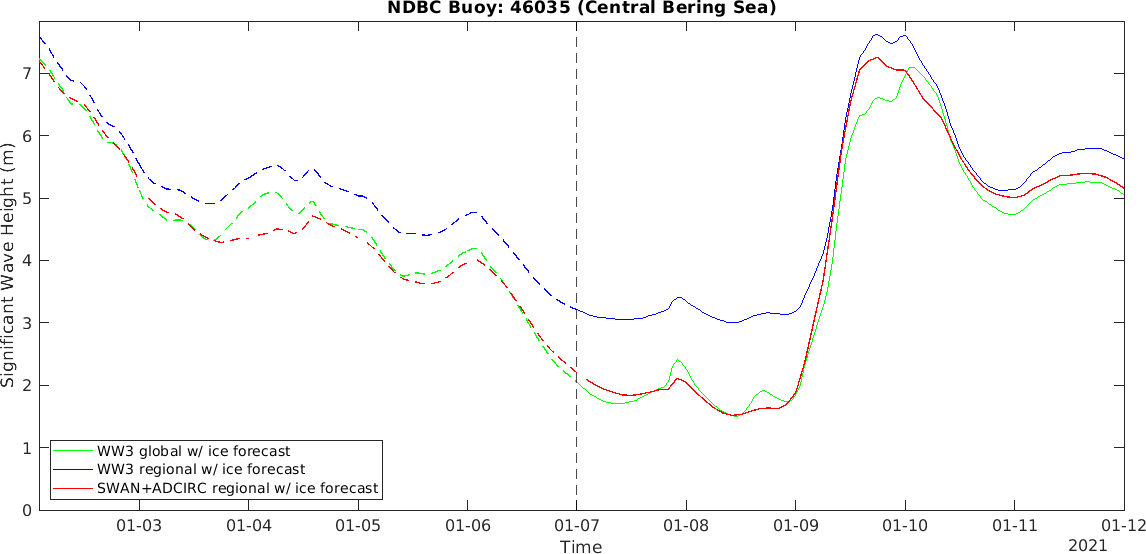 NDBC Buoy: 46035 (Central Bering Sea)
Significant Wave Height (m)
7
6
5
4
3
2
1
0
WW3 global w/ ice forecast
WW3 regional w/ ice forecast
SWAN+ADCIRC regional w/ ice forecast
01-03 01-04 01-05 01-06 01-07 01-08 01-09 01-10 01-11 01-12
Time
2021